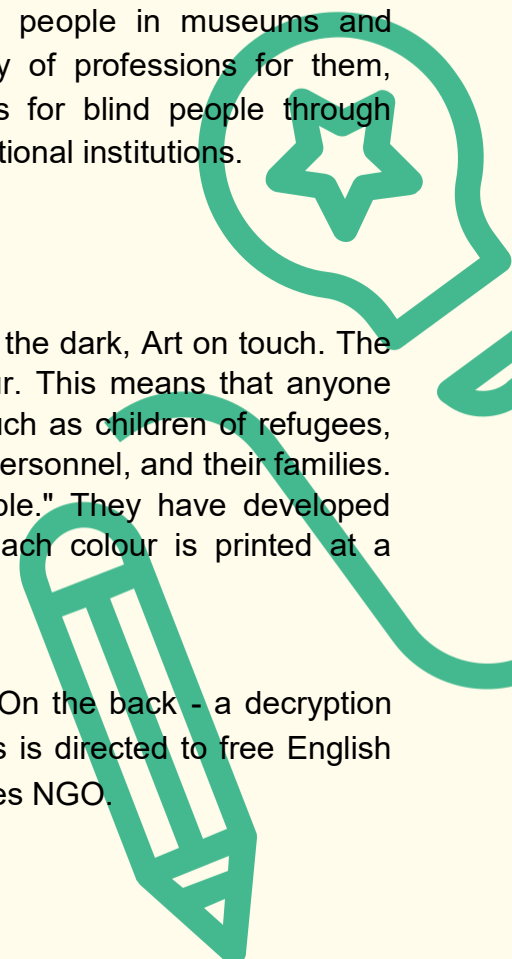 people in museums and
y of professions for them,
s for blind people through
tional institutions.
the dark, Art on touch. The
ur. This means that anyone
uch as children of refugees,
ersonnel, and their families.
ple." They have developed
ach colour is printed at a
On the back - a decryption
s is directed to free English
es NGO.